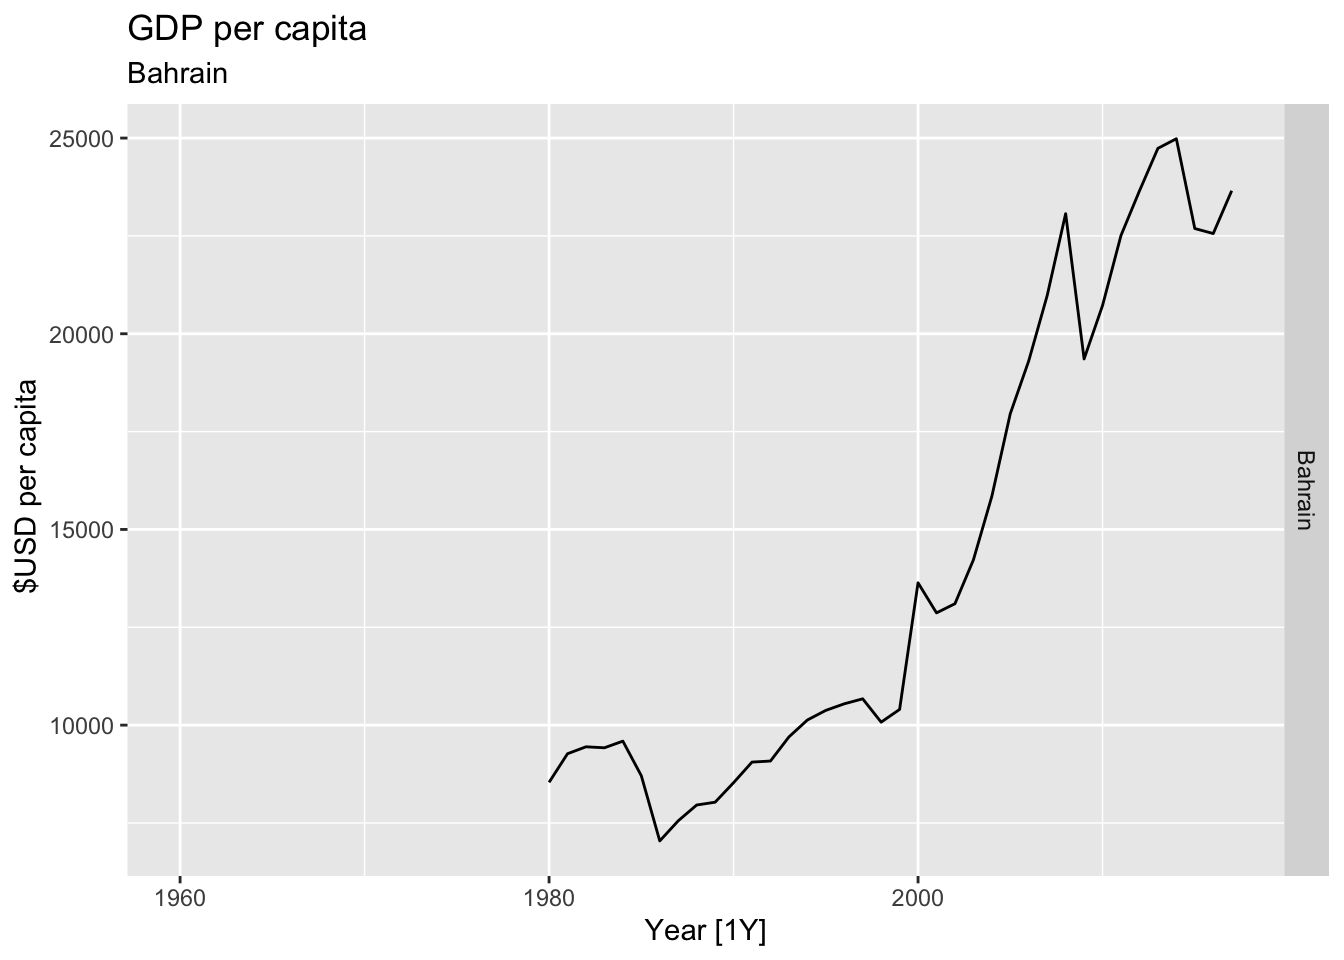 GDP per capita
Bahrain
25000
20000
15000
10000
$USD per capita
Bahrain
1960
1980
2000
Year [1Y]